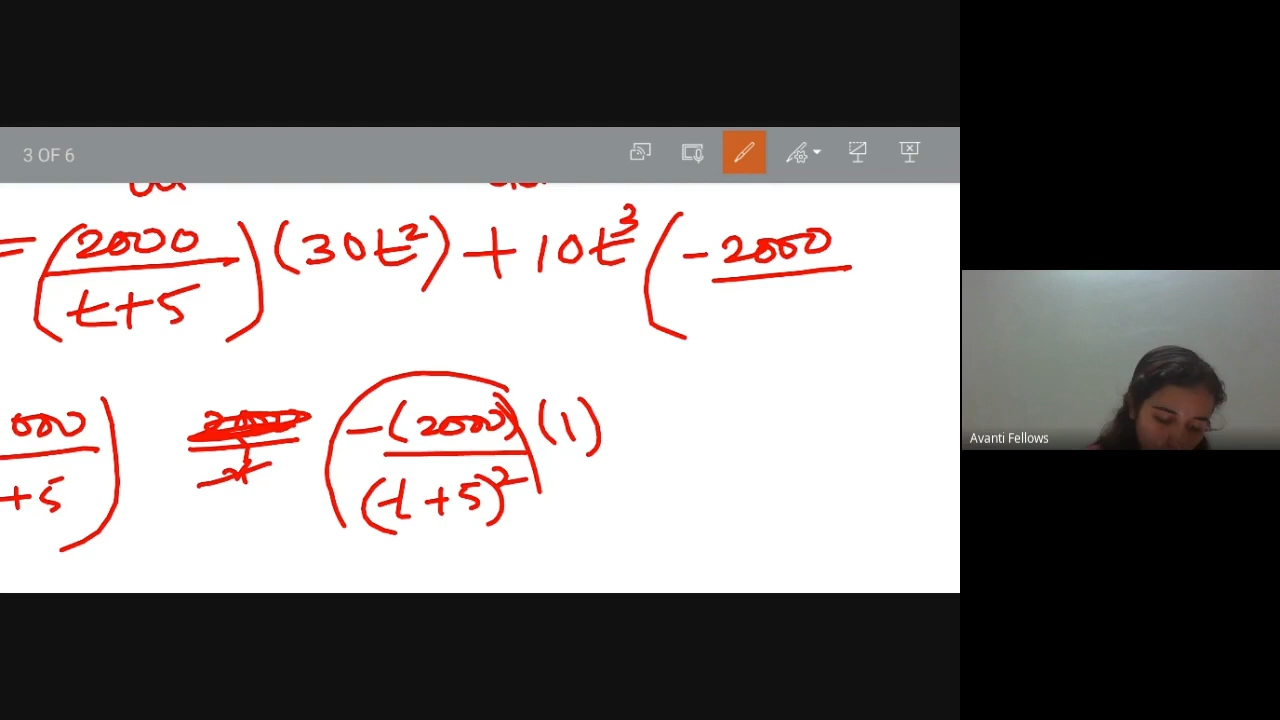 3 OF 6
= (2000/(t+5)) (30t²) + 10t³ (-2000
000/+5) (-(2000)/(t+5)²) (1)
Avanti Fellows